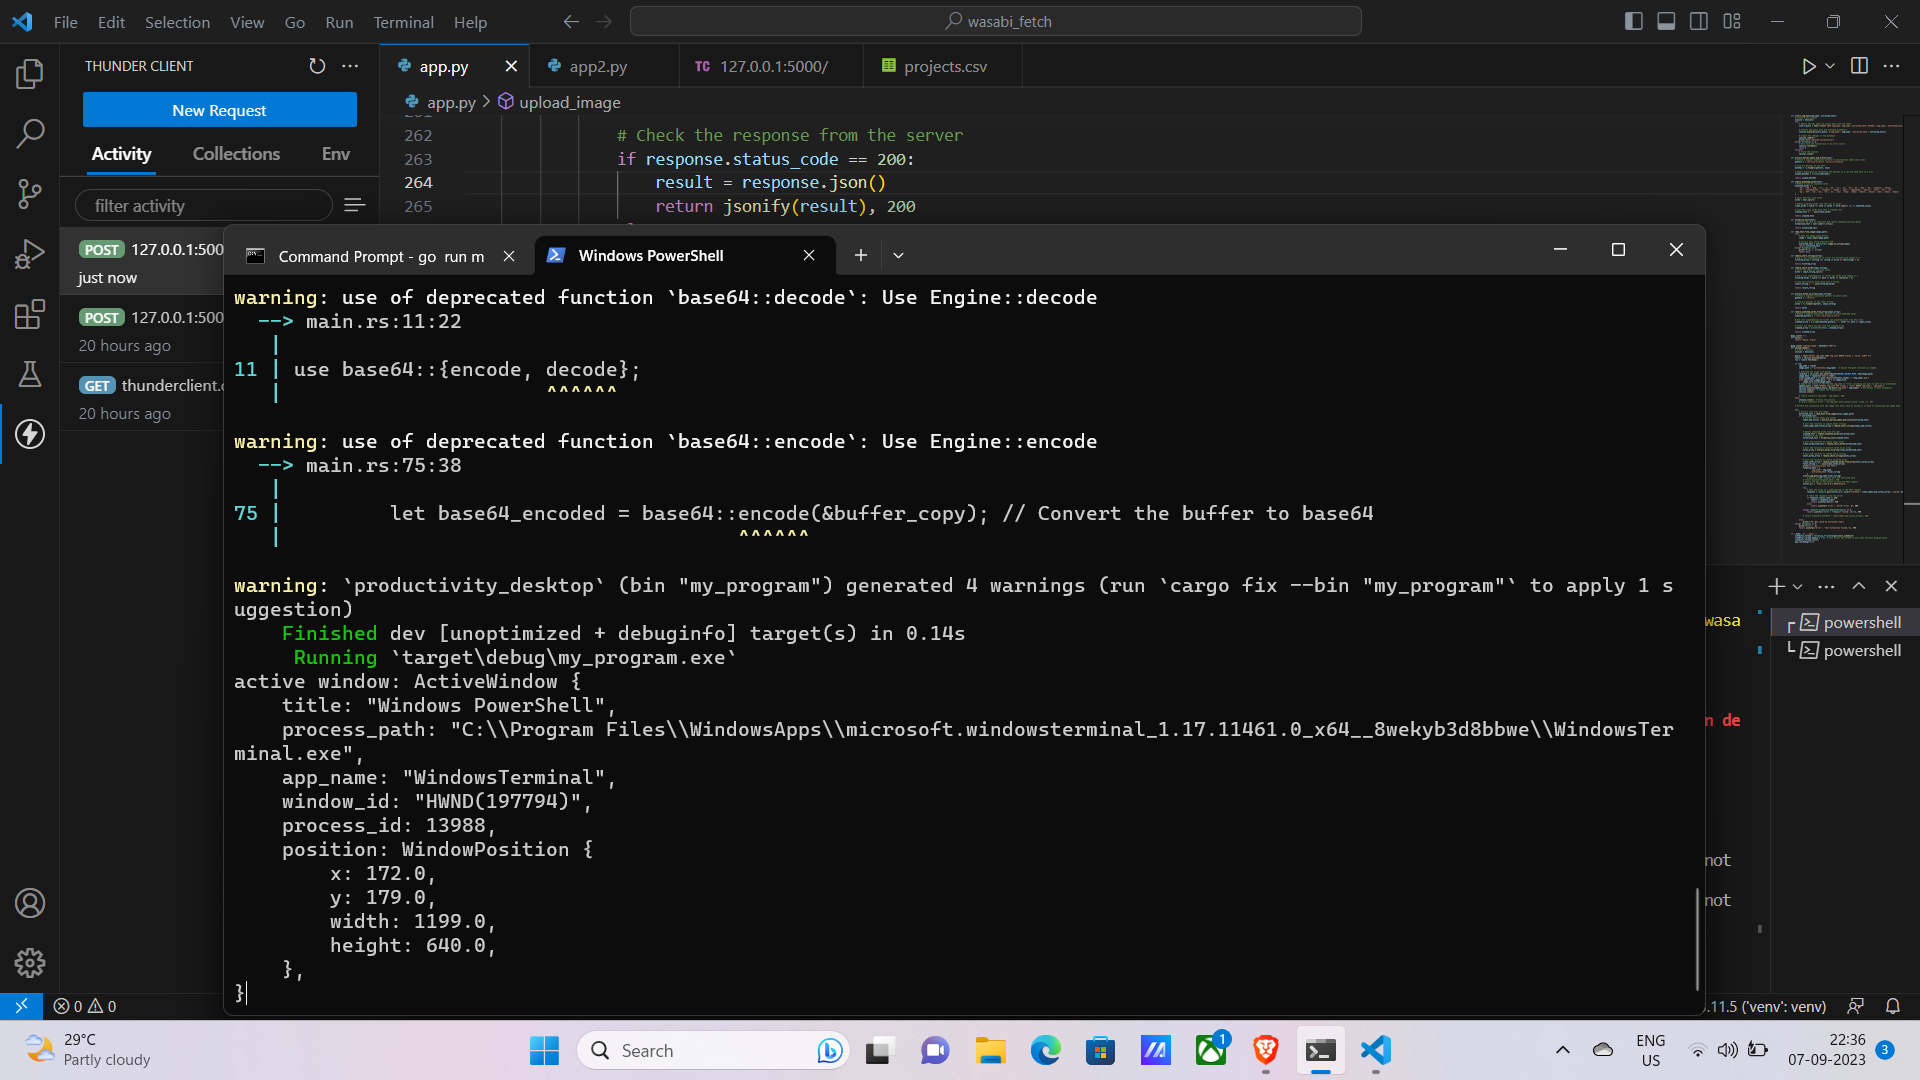 File Edit Selection View Go Run Terminal Help
wasabi_fetch
THUNDER CLIENT
New Request
Activity Collections Env
filter activity
POST 127.0.0.1:500
just now
POST 127.0.0.1:500
20 hours ago
GET thunderclient.
20 hours ago
app.py
app2.py
TC 127.0.0.1:5000/
projects.csv
app.py > upload_image
262 # Check the response from the server
263 if response.status_code == 200:
264 result = response.json()
265 return jsonify(result), 200
Command Prompt - go run m
Windows PowerShell
warning: use of deprecated function `base64::decode`: Use Engine::decode
--> main.rs:11:22
|
11 | use base64::{encode, decode};
| ^^^^^^
warning: use of deprecated function `base64::encode`: Use Engine::encode
--> main.rs:75:38
|
75 | let base64_encoded = base64::encode(&buffer_copy); // Convert the buffer to base64
| ^^^^^^
warning: `productivity_desktop` (bin "my_program") generated 4 warnings (run `cargo fix --bin "my_program"` to apply 1 s
uggestion)
Finished dev [unoptimized + debuginfo] target(s) in 0.14s
Running `target\debug\my_program.exe`
active window: ActiveWindow {
title: "Windows PowerShell",
process_path: "C:\\Program Files\\WindowsApps\\microsoft.windowsterminal_1.17.11461.0_x64__8wekyb3d8bbwe\\WindowsTer
minal.exe",
app_name: "WindowsTerminal",
window_id: "HWND(197794)",
process_id: 13988,
position: WindowPosition {
x: 172.0,
y: 179.0,
width: 1199.0,
height: 640.0,
},
}
wasa
n de
not
not
powershell
powershell
0 0
.11.5 ('venv': venv)
29°C
Partly cloudy
Search
1
ENG
US
22:36
07-09-2023
3